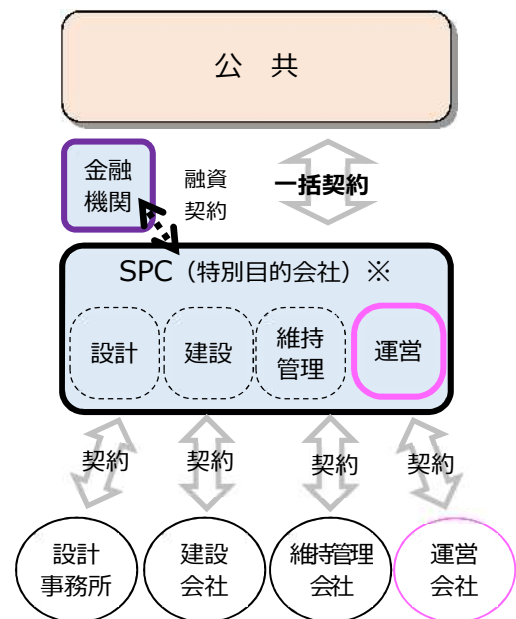 公 共
金融
機関
融資
契約
一括契約
SPC（特別目的会社）※
設計
建設
維持
管理
運営
契約
契約
契約
契約
設計
事務所
建設
会社
維持管理
会社
運営
会社